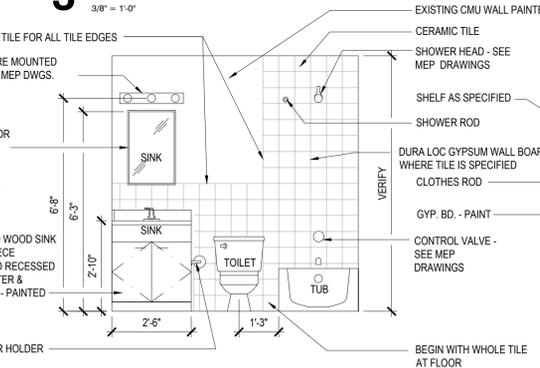 3/8" = 1'-0"
EXISTING CMU WALL PAINTE
TILE FOR ALL TILE EDGES
CERAMIC TILE
SHOWER HEAD - SEE
MEP DRAWINGS
RE MOUNTED
MEP DWGS.
SHELF AS SPECIFIED
SHOWER ROD
OR
SINK
DURA LOC GYPSUM WALL BOAR
WHERE TILE IS SPECIFIED
CLOTHES ROD
VERIFY
6'-8"
6'-3"
2'-10"
GYP. BD. - PAINT
SINK
WOOD SINK
ECE
RECESSED
TER &
- PAINTED
CONTROL VALVE -
SEE MEP
DRAWINGS
TOILET
TUB
2'-6"
1'-3"
R HOLDER
BEGIN WITH WHOLE TILE
AT FLOOR